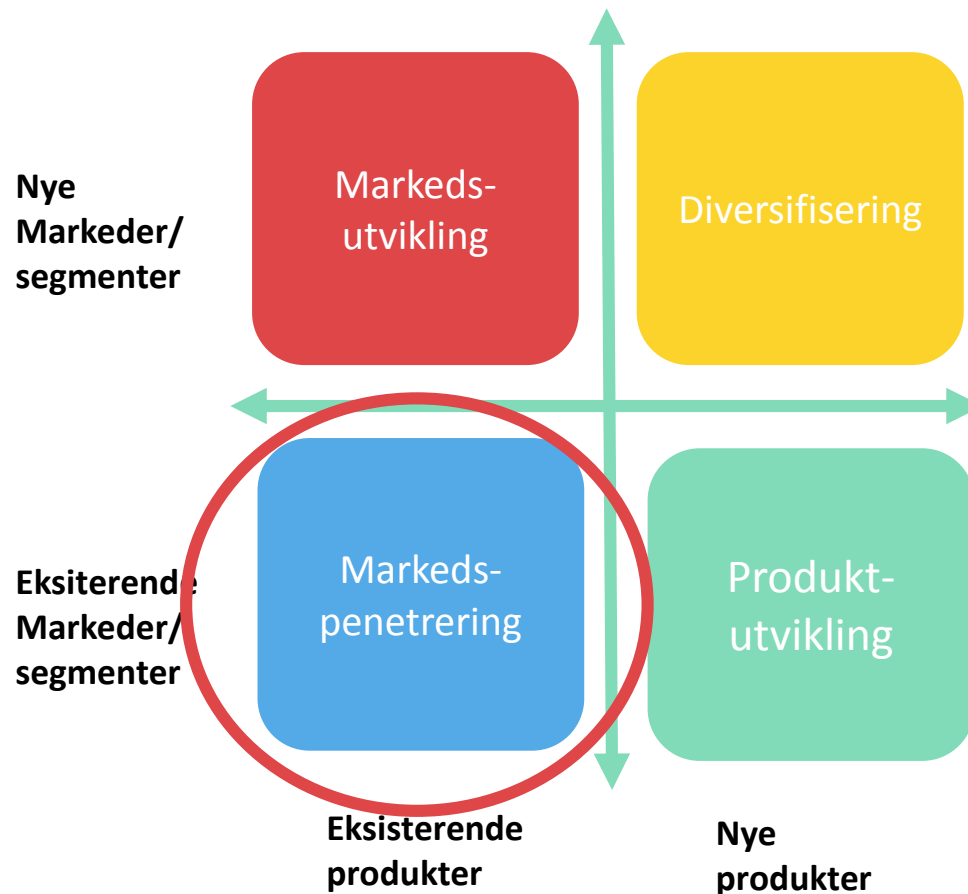 Nye
Markeder/
segmenter
Markeds-
utvikling
Diversifisering
Eksiterende
Markeder/
segmenter
Markeds-
penetrering
Produkt-
utvikling
Eksisterende
produkter
Nye
produkter